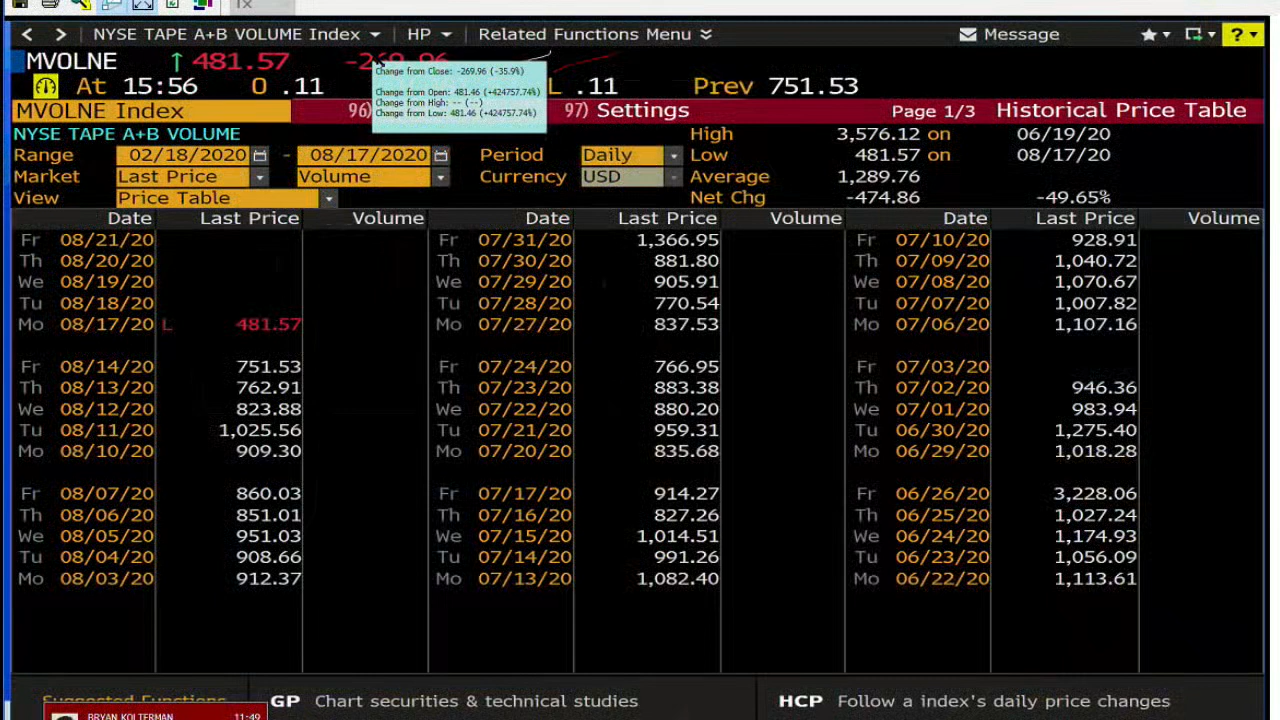 < > NYSE TAPE A+B VOLUME Index HP Related Functions Menu Message ?
MVOLNE ↑ 481.57 -269.96
At 15:56 O .11 L .11 Prev 751.53
Change from Close: -269.96 (-35.9%)
Change from Open: 481.46 (+424757.74%)
Change from High: -- (--)
Change from Low: 481.46 (+424757.74%)
MVOLNE Index 96) 97) Settings Page 1/3 Historical Price Table
NYSE TAPE A+B VOLUME High 3,576.12 on 06/19/20
Range 02/18/2020 - 08/17/2020 Period Daily Low 481.57 on 08/17/20
Market Last Price Volume Currency USD Average 1,289.76
View Price Table Net Chg -474.86 -49.65%
Date Last Price Volume Date Last Price Volume Date Last Price Volume
Fr 08/21/20 Fr 07/31/20 1,366.95 Fr 07/10/20 928.91
Th 08/20/20 Th 07/30/20 881.80 Th 07/09/20 1,040.72
We 08/19/20 We 07/29/20 905.91 We 07/08/20 1,070.67
Tu 08/18/20 Tu 07/28/20 770.54 Tu 07/07/20 1,007.82
Mo 08/17/20 L 481.57 Mo 07/27/20 837.53 Mo 07/06/20 1,107.16
Fr 08/14/20 751.53 Fr 07/24/20 766.95 Fr 07/03/20
Th 08/13/20 762.91 Th 07/23/20 883.38 Th 07/02/20 946.36
We 08/12/20 823.88 We 07/22/20 880.20 We 07/01/20 983.94
Tu 08/11/20 1,025.56 Tu 07/21/20 959.31 Tu 06/30/20 1,275.40
Mo 08/10/20 909.30 Mo 07/20/20 835.68 Mo 06/29/20 1,018.28
Fr 08/07/20 860.03 Fr 07/17/20 914.27 Fr 06/26/20 3,228.06
Th 08/06/20 851.01 Th 07/16/20 827.26 Th 06/25/20 1,027.24
We 08/05/20 951.03 We 07/15/20 1,014.51 We 06/24/20 1,174.93
Tu 08/04/20 908.66 Tu 07/14/20 991.26 Tu 06/23/20 1,056.09
Mo 08/03/20 912.37 Mo 07/13/20 1,082.40 Mo 06/22/20 1,113.61
Suggested Functions GP Chart securities & technical studies HCP Follow a index's daily price changes
BRYAN KOLTERMAN 11:49